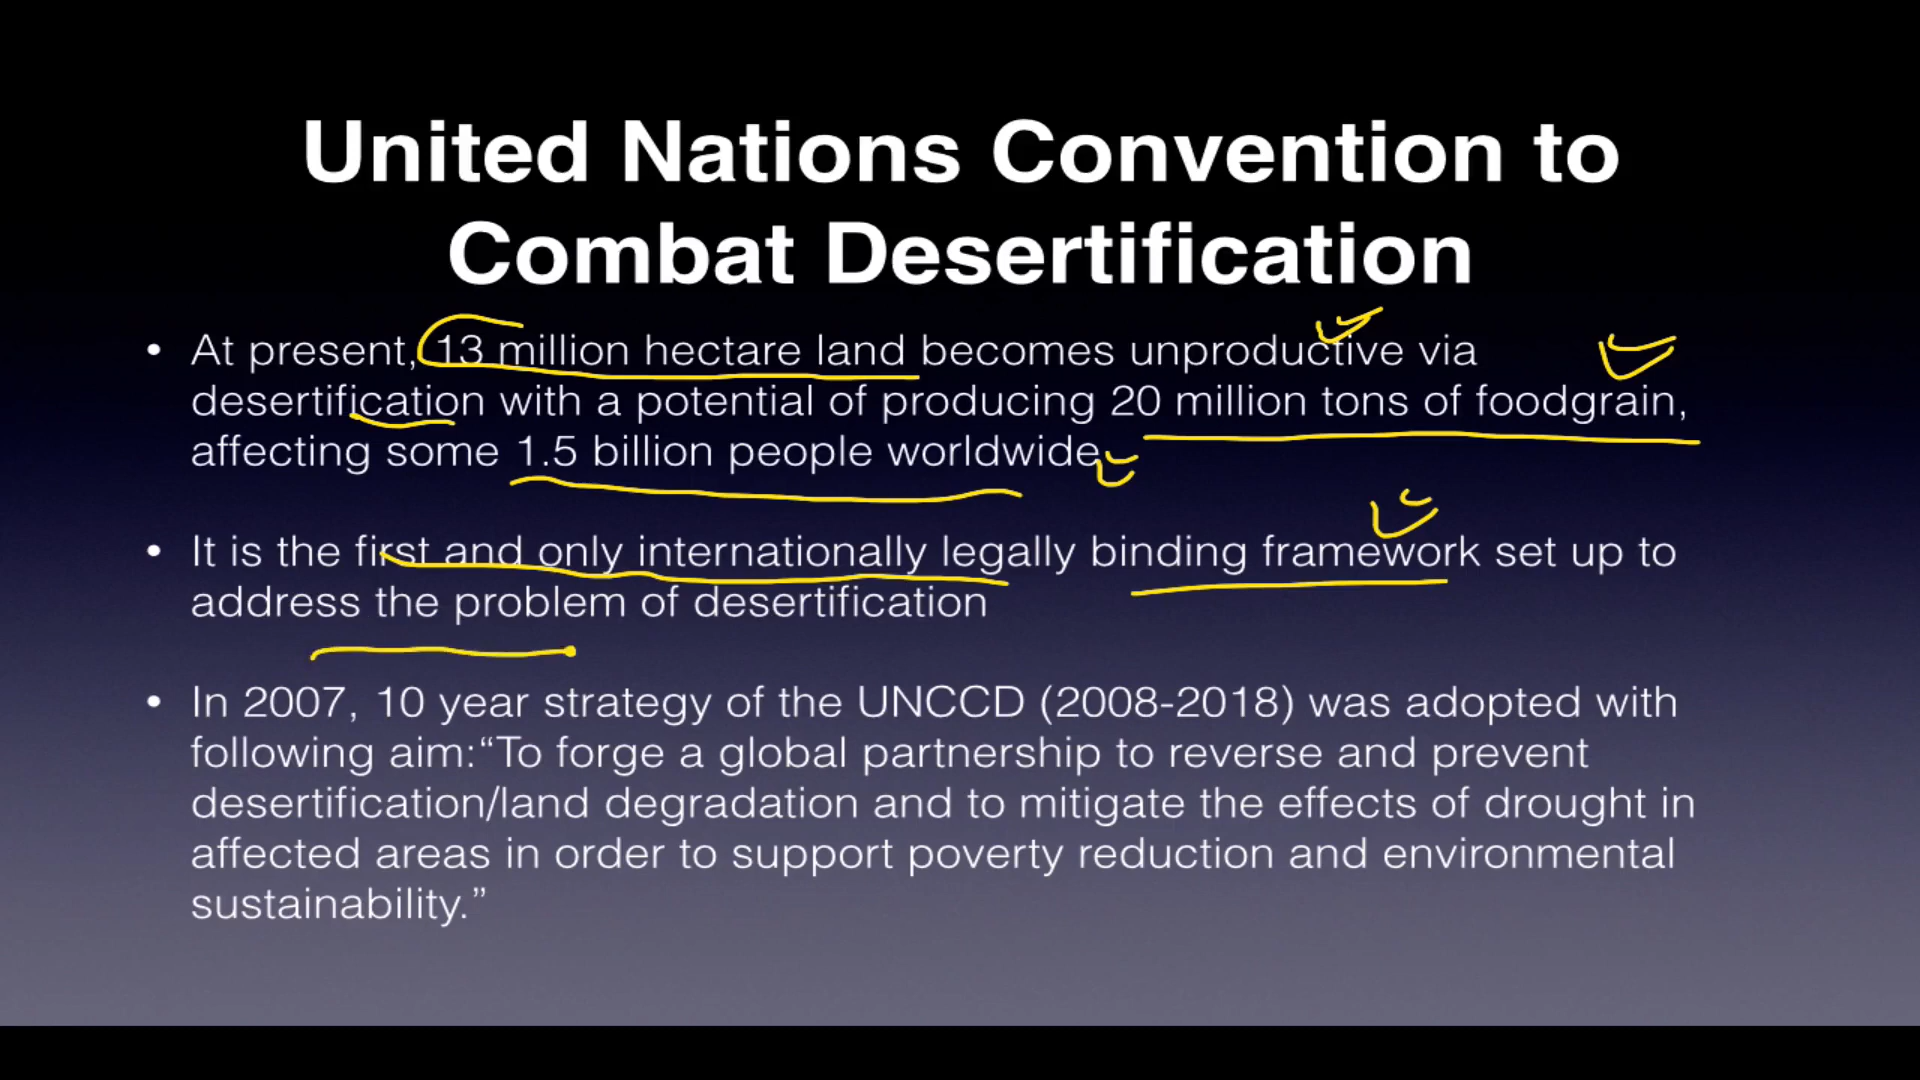 United Nations Convention to
Combat Desertification
• At present, 13 million hectare land becomes unproductive via
desertification with a potential of producing 20 million tons of foodgrain,
affecting some 1.5 billion people worldwide
• It is the first and only internationally legally binding framework set up to
address the problem of desertification
• In 2007, 10 year strategy of the UNCCD (2008-2018) was adopted with
following aim:“To forge a global partnership to reverse and prevent
desertification/land degradation and to mitigate the effects of drought in
affected areas in order to support poverty reduction and environmental
sustainability.”